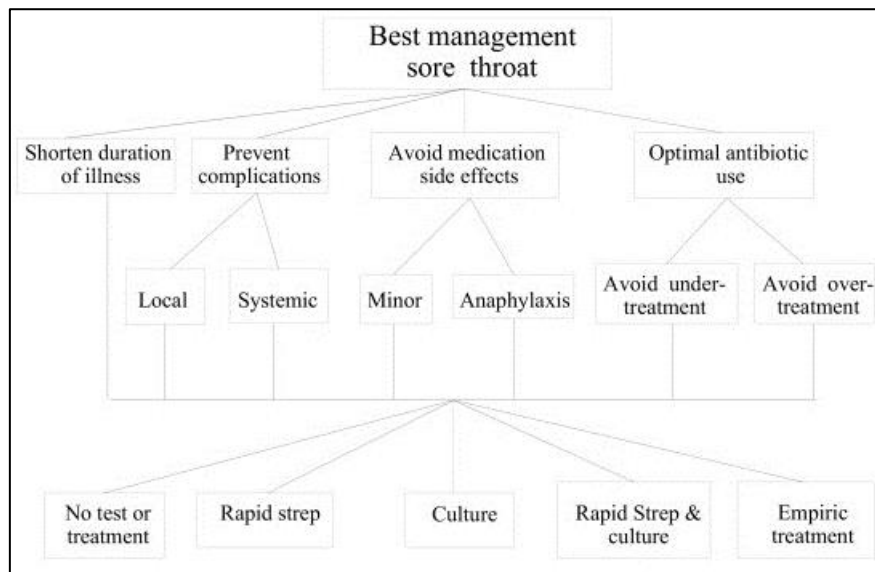 Best management
sore throat
Shorten duration
of illness
Prevent
complications
Avoid medication
side effects
Optimal antibiotic
use
Local
Systemic
Minor
Anaphylaxis
Avoid under-
treatment
Avoid over-
treatment
No test or
treatment
Rapid strep
Culture
Rapid Strep &
culture
Empiric
treatment